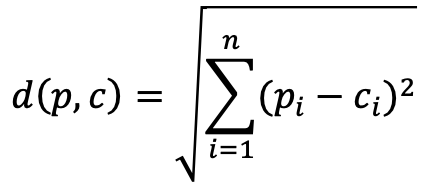 d(p, c) = √(∑_{i=1}^{n} (p_i − c_i)²)